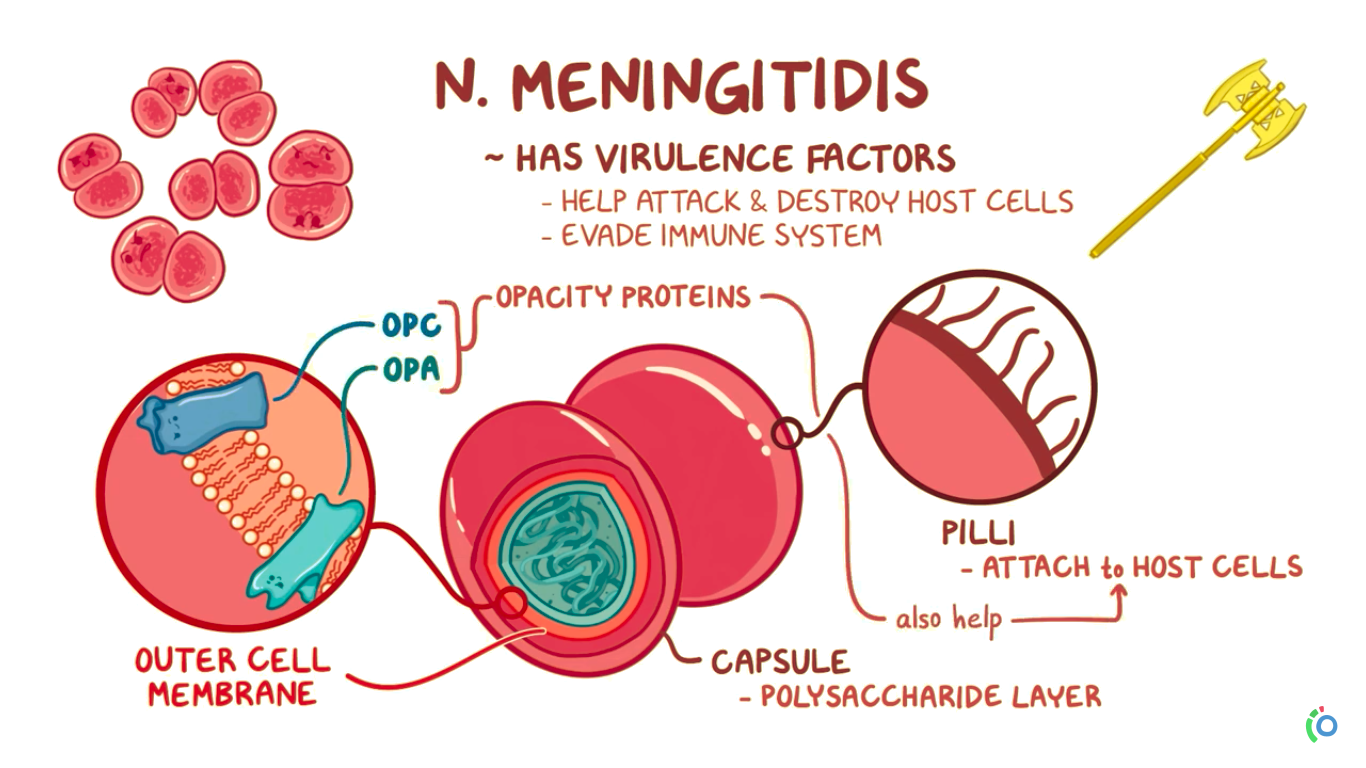 N. MENINGITIDIS
~ HAS VIRULENCE FACTORS
- HELP ATTACK & DESTROY HOST CELLS
- EVADE IMMUNE SYSTEM
OPACITY PROTEINS
OPC
OPA
PILLI
- ATTACH to HOST CELLS
also help
OUTER CELL
MEMBRANE
CAPSULE
- POLYSACCHARIDE LAYER